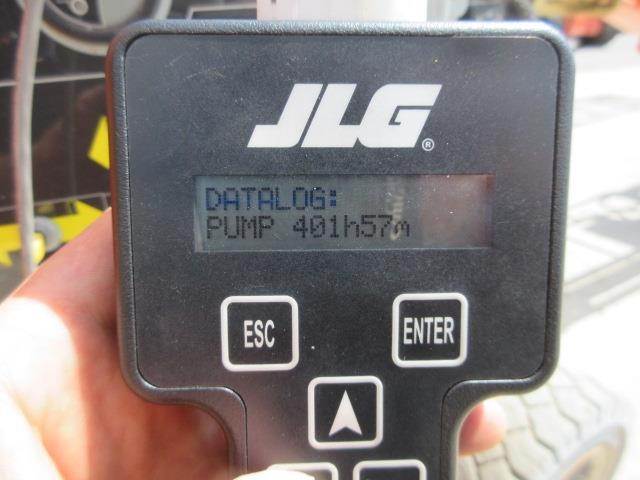 JLG®
DATALOG:
PUMP 401h57m
ESC
ENTER